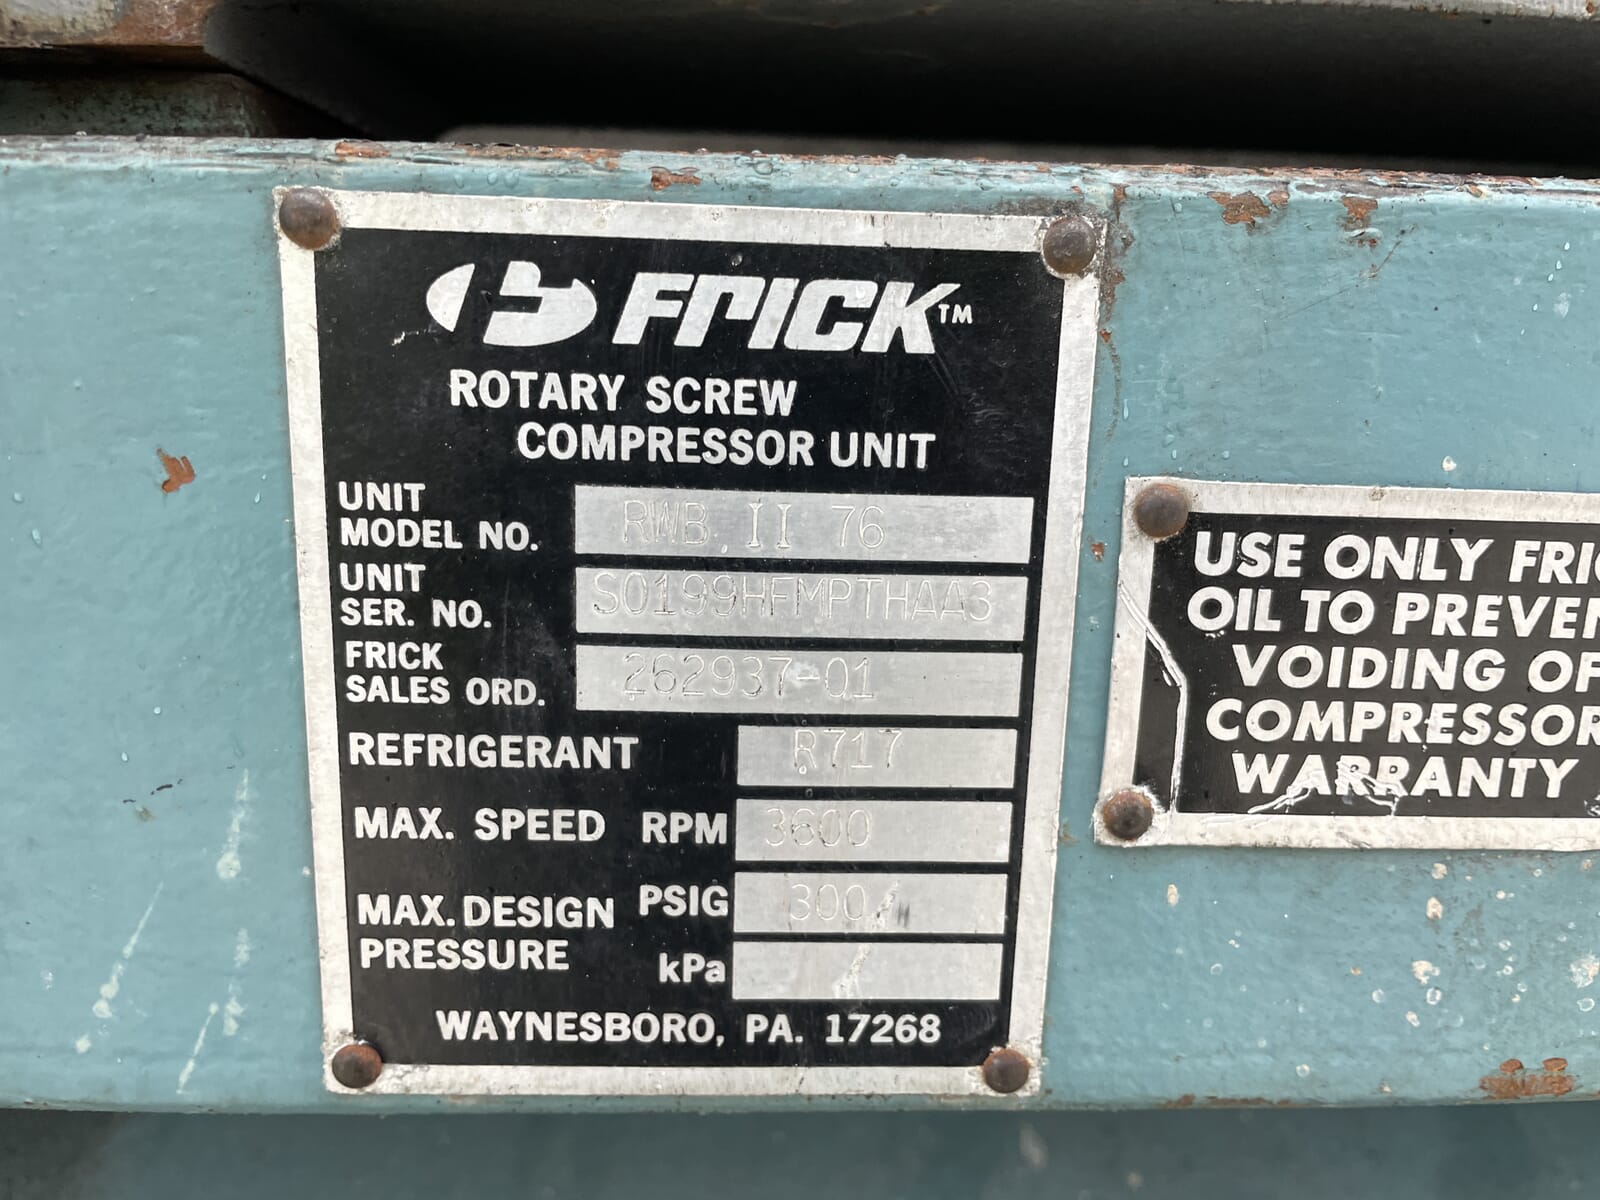 FRICK™
ROTARY SCREW
COMPRESSOR UNIT
UNIT
MODEL NO. RWB II 76
UNIT
SER. NO. S0199HFMPTHAA3
FRICK
SALES ORD. 262937-01
REFRIGERANT R717
MAX. SPEED RPM 3600
MAX. DESIGN PSIG 300
PRESSURE kPa
WAYNESBORO, PA. 17268
USE ONLY FRIC
OIL TO PREVEN
VOIDING OF
COMPRESSOR
WARRANTY